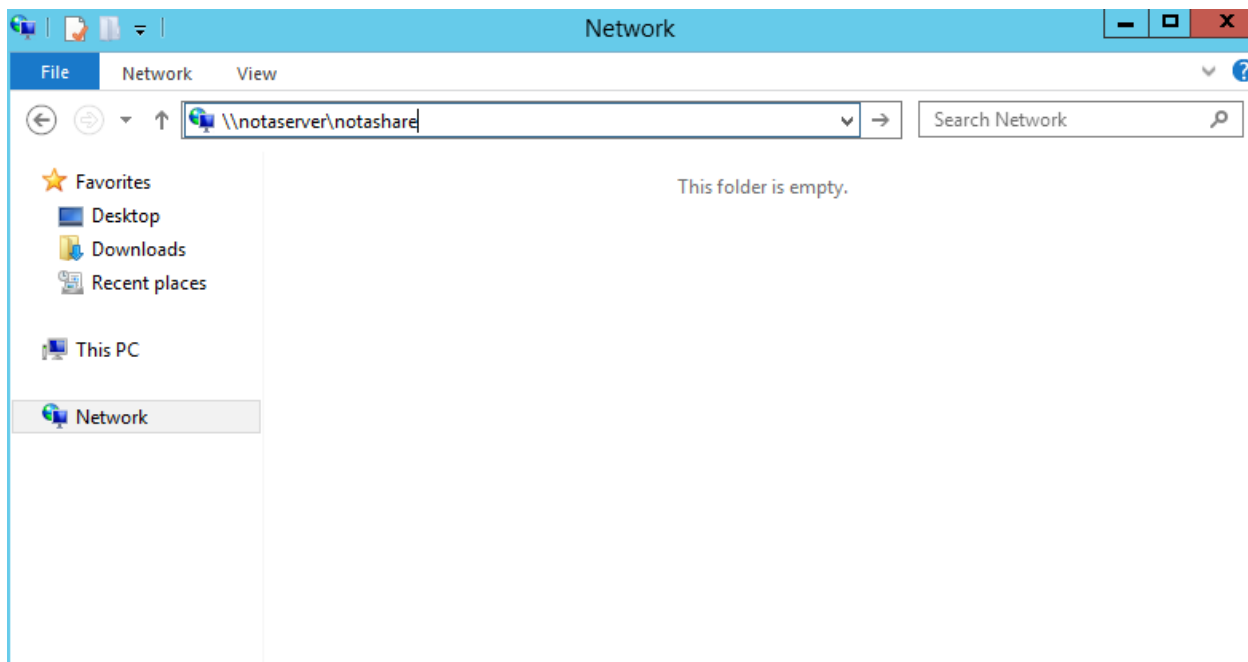 Network
File Network View
\\notaserver\notashare
Search Network
Favorites
Desktop
Downloads
Recent places
This PC
Network
This folder is empty.